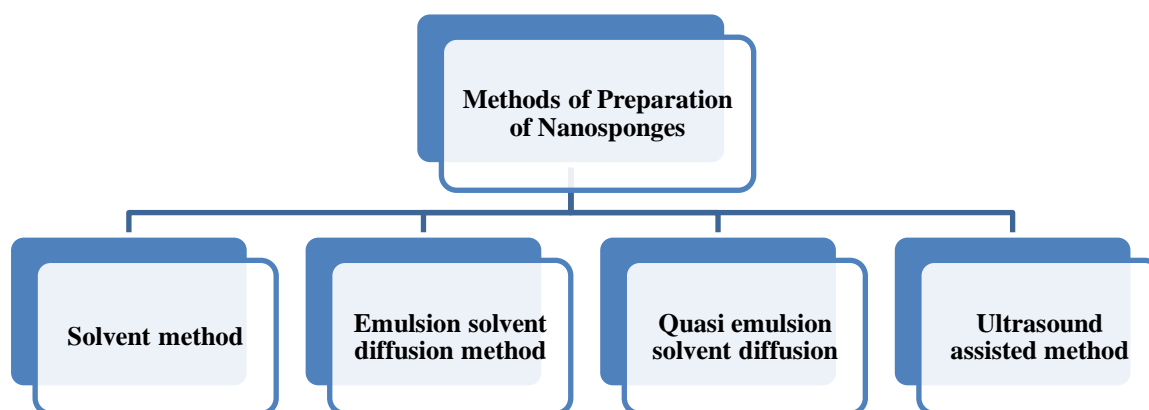 Methods of Preparation
of Nanosponges
Solvent method
Emulsion solvent
diffusion method
Quasi emulsion
solvent diffusion
Ultrasound
assisted method